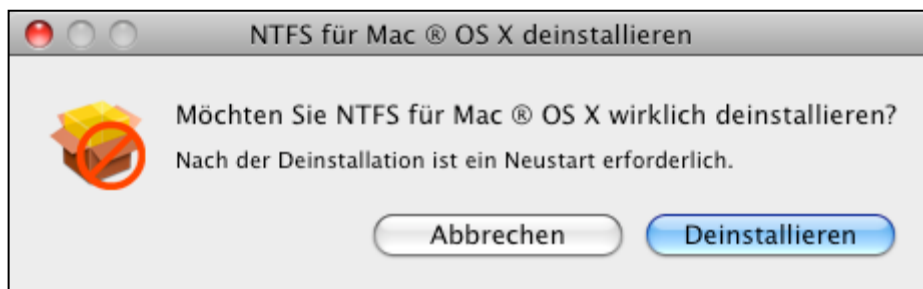 NTFS für Mac ® OS X deinstallieren
Möchten Sie NTFS für Mac ® OS X wirklich deinstallieren?
Nach der Deinstallation ist ein Neustart erforderlich.
Abbrechen
Deinstallieren